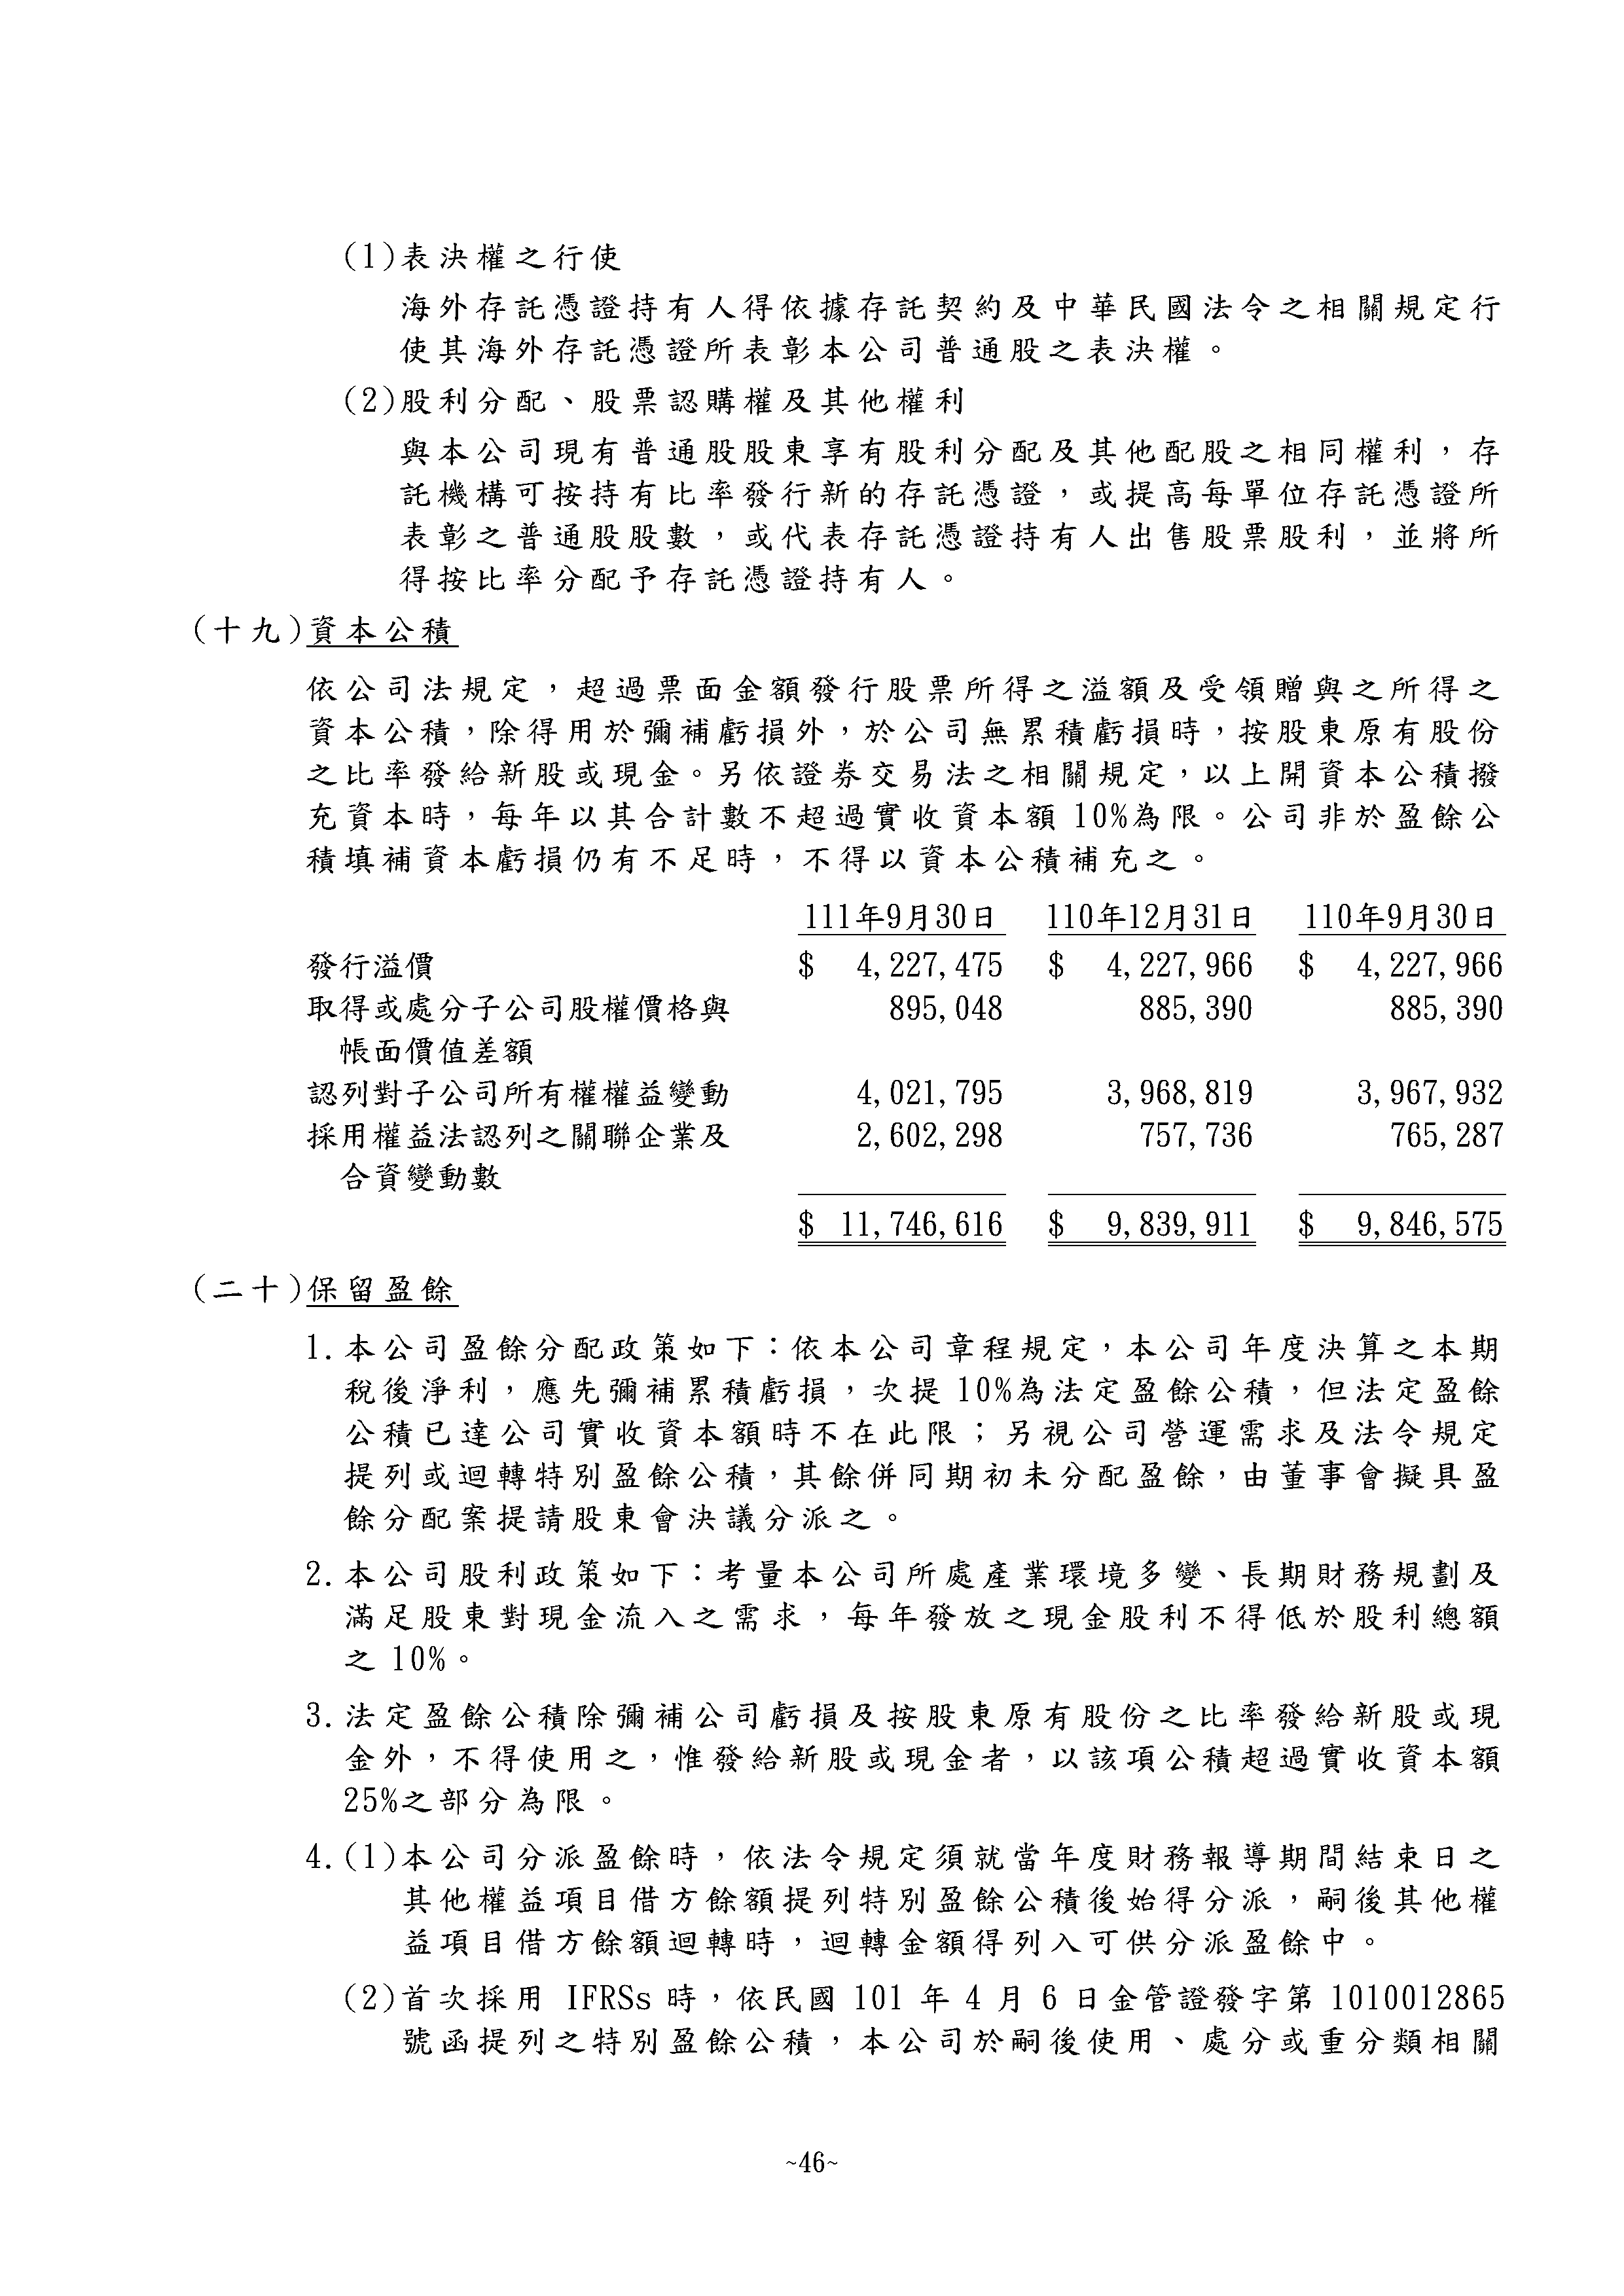 (1)表決權之行使
海外存託憑證持有人得依據存託契約及中華民國法令之相關規定行
使其海外存託憑證所表彰本公司普通股之表決權。
(2)股利分配、股票認購權及其他權利
與本公司現有普通股股東享有股利分配及其他配股之相同權利，存
託機構可按持有比率發行新的存託憑證，或提高每單位存託憑證所
表彰之普通股股數，或代表存託憑證持有人出售股票股利，並將所
得按比率分配予存託憑證持有人。
(十九)資本公積
依公司法規定，超過票面金額發行股票所得之溢額及受領贈與之所得之
資本公積，除得用於彌補虧損外，於公司無累積虧損時，按股東原有股份
之比率發給新股或現金。另依證券交易法之相關規定，以上開資本公積撥
充資本時，每年以其合計數不超過實收資本額 10%為限。公司非於盈餘公
積填補資本虧損仍有不足時，不得以資本公積補充之。
111年9月30日 110年12月31日 110年9月30日
發行溢價 $ 4,227,475 $ 4,227,966 $ 4,227,966
取得或處分子公司股權價格與 895,048 885,390 885,390
帳面價值差額
認列對子公司所有權權益變動 4,021,795 3,968,819 3,967,932
採用權益法認列之關聯企業及 2,602,298 757,736 765,287
合資變動數
$ 11,746,616 $ 9,839,911 $ 9,846,575
(二十)保留盈餘
1.本公司盈餘分配政策如下：依本公司章程規定，本公司年度決算之本期
稅後淨利，應先彌補累積虧損，次提 10%為法定盈餘公積，但法定盈餘
公積已達公司實收資本額時不在此限；另視公司營運需求及法令規定
提列或迴轉特別盈餘公積，其餘併同期初未分配盈餘，由董事會擬具盈
餘分配案提請股東會決議分派之。
2.本公司股利政策如下：考量本公司所處產業環境多變、長期財務規劃及
滿足股東對現金流入之需求，每年發放之現金股利不得低於股利總額
之 10%。
3.法定盈餘公積除彌補公司虧損及按股東原有股份之比率發給新股或現
金外，不得使用之，惟發給新股或現金者，以該項公積超過實收資本額
25%之部分為限。
4.(1)本公司分派盈餘時，依法令規定須就當年度財務報導期間結束日之
其他權益項目借方餘額提列特別盈餘公積後始得分派，嗣後其他權
益項目借方餘額迴轉時，迴轉金額得列入可供分派盈餘中。
(2)首次採用 IFRSs 時，依民國 101 年 4 月 6 日金管證發字第 1010012865
號函提列之特別盈餘公積，本公司於嗣後使用、處分或重分類相關
~46~